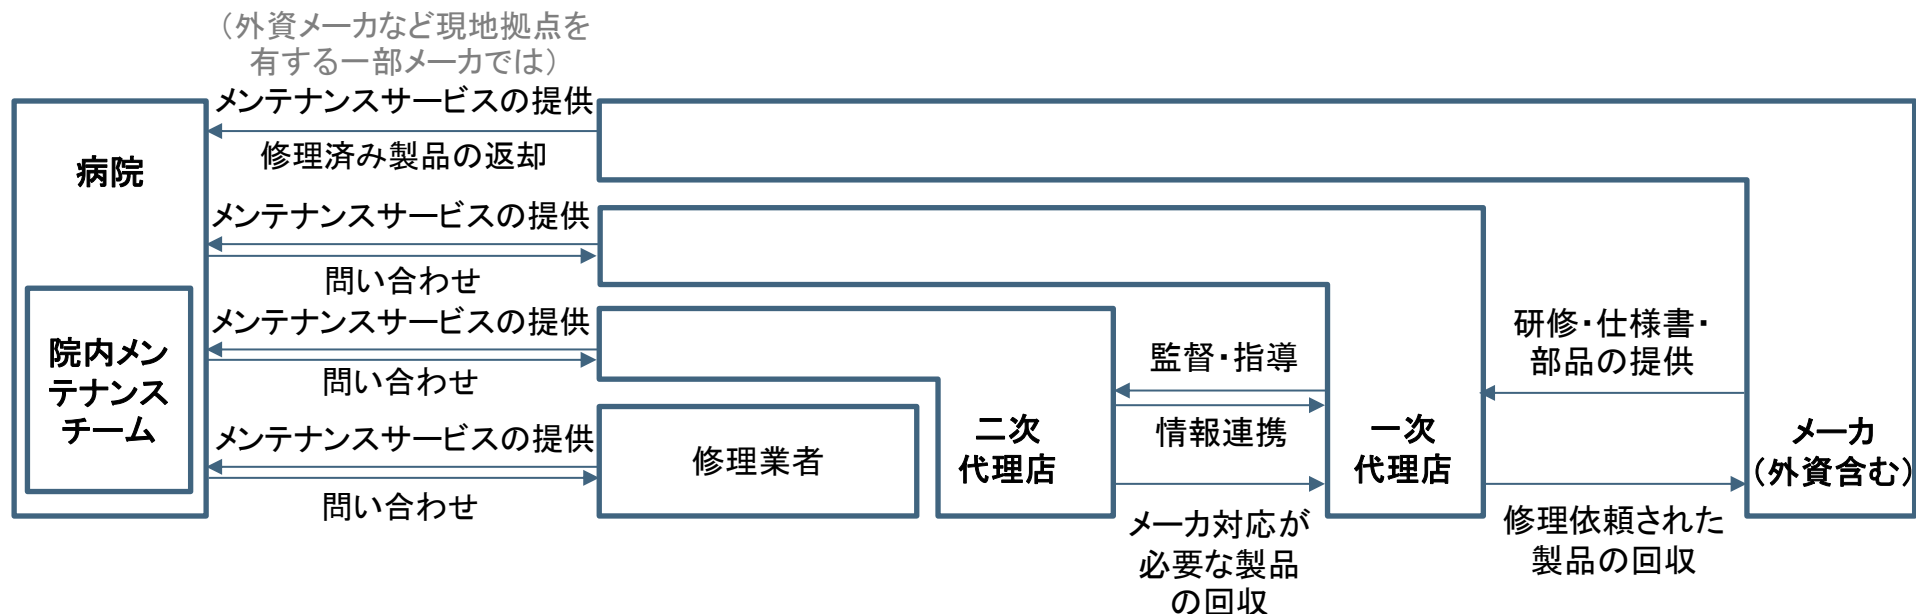 （外資メーカなど現地拠点を
有する一部メーカでは）
メンテナンスサービスの提供
修理済み製品の返却
病院
メンテナンスサービスの提供
問い合わせ
院内メン
テナンス
チーム
メンテナンスサービスの提供
問い合わせ
メンテナンスサービスの提供
問い合わせ
修理業者
二次
代理店
監督・指導
情報連携
メーカ対応が
必要な製品
の回収
一次
代理店
研修・仕様書・
部品の提供
修理依頼された
製品の回収
メーカ
（外資含む）